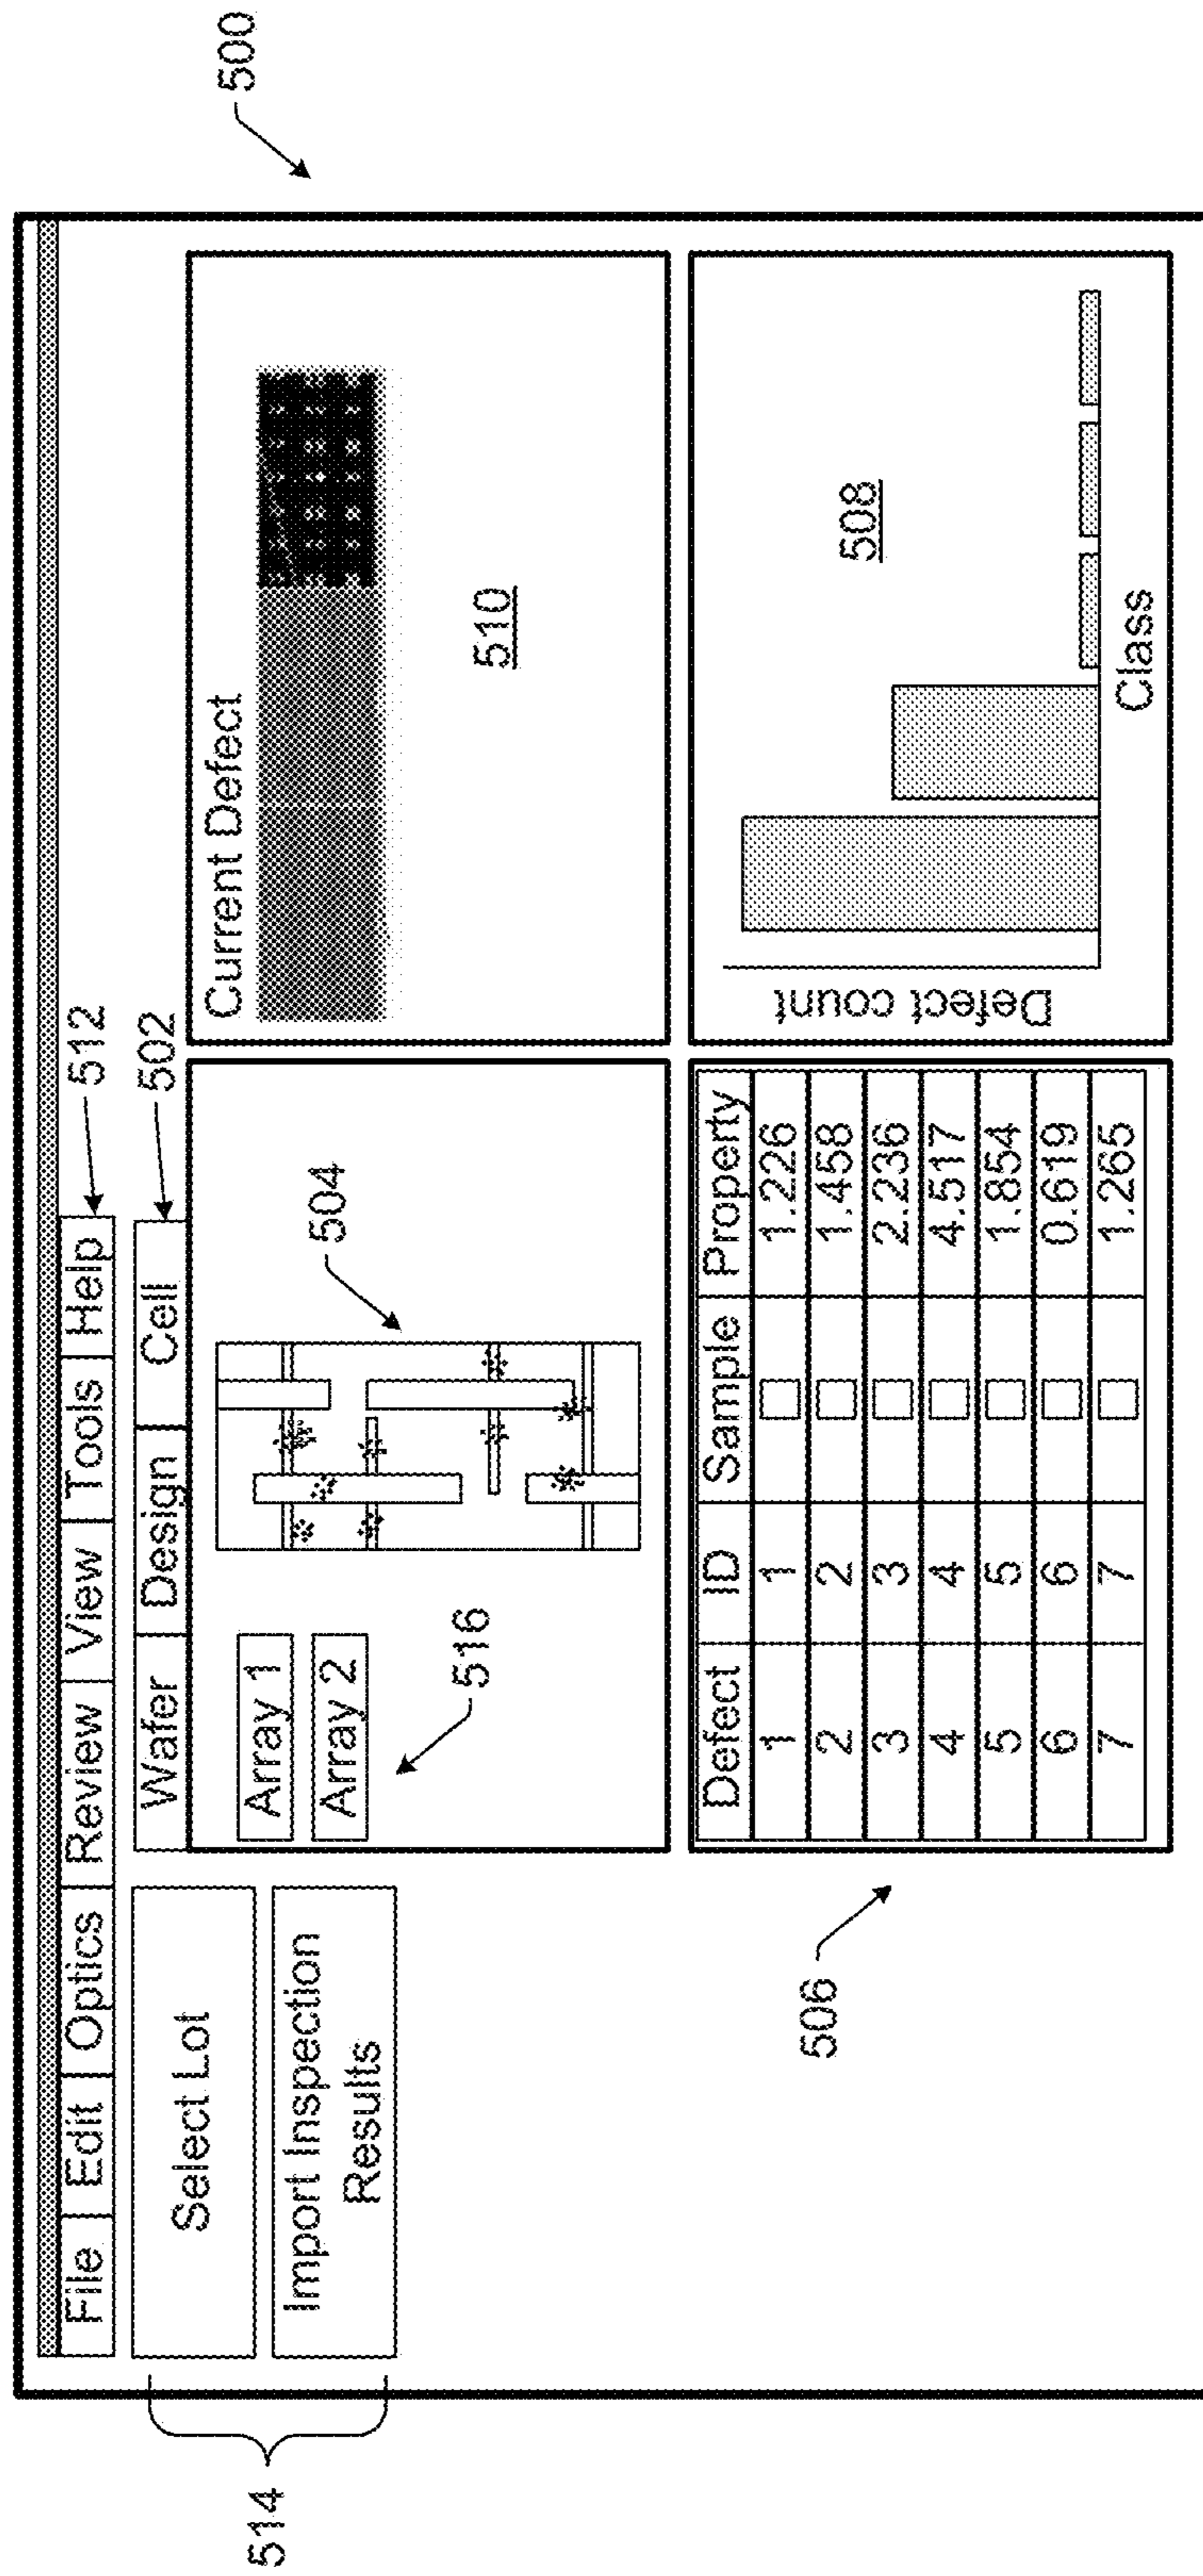 500
512
File Edit Optics Review View Tools Help
502
Wafer Design Cell
514
Select Lot
Import Inspection
Results
Array 1
Array 2
516
504
Current Defect
510
506
Defect ID Sample Property
1 1 1.226
2 2 1.458
3 3 2.236
4 4 4.517
5 5 1.854
6 6 0.619
7 7 1.265
Defect count
508
Class